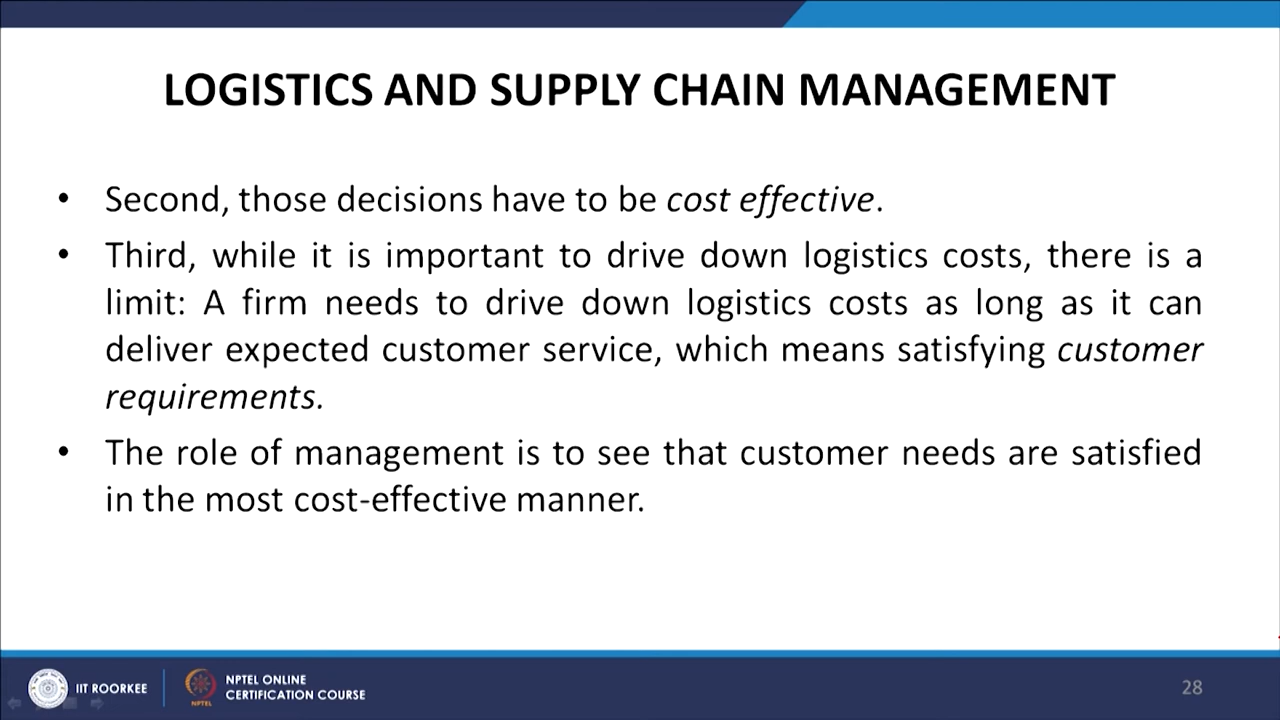 LOGISTICS AND SUPPLY CHAIN MANAGEMENT
• Second, those decisions have to be cost effective.
• Third, while it is important to drive down logistics costs, there is a
limit: A firm needs to drive down logistics costs as long as it can
deliver expected customer service, which means satisfying customer
requirements.
• The role of management is to see that customer needs are satisfied
in the most cost-effective manner.
IIT ROORKEE
NPTEL
NPTEL ONLINE
CERTIFICATION COURSE
28